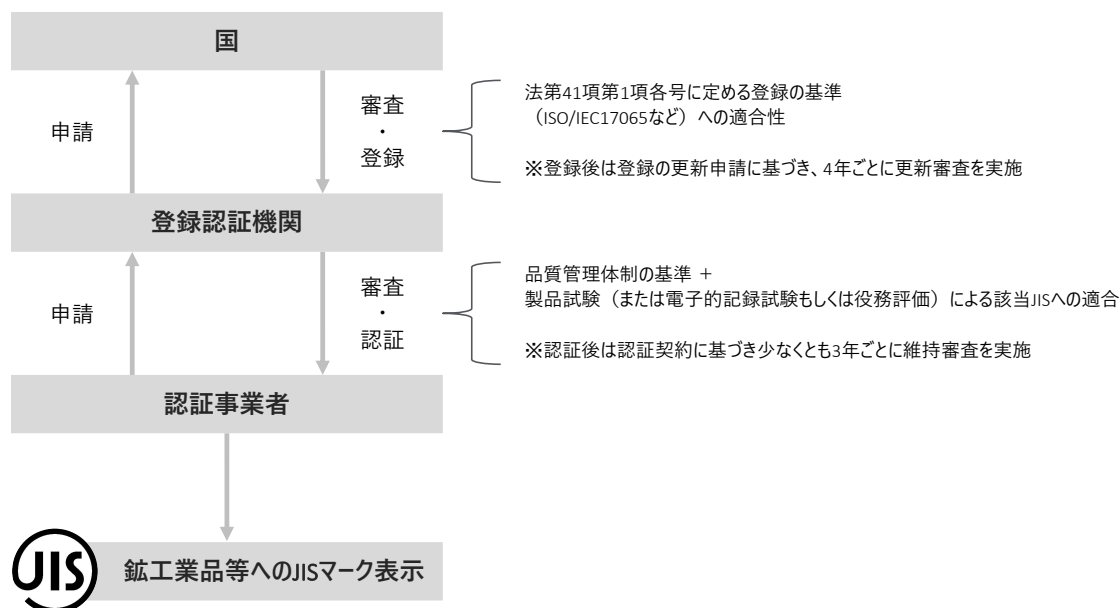 国
申請
審査
・
登録
法第41項第1項各号に定める登録の基準
（ISO/IEC17065など）への適合性
※登録後は登録の更新申請に基づき、4年ごとに更新審査を実施
登録認証機関
申請
審査
・
認証
品質管理体制の基準 +
製品試験（または電子的記録試験もしくは役務評価）による該当JISへの適合
※認証後は認証契約に基づき少なくとも3年ごとに維持審査を実施
認証事業者
JIS
鉱工業品等へのJISマーク表示